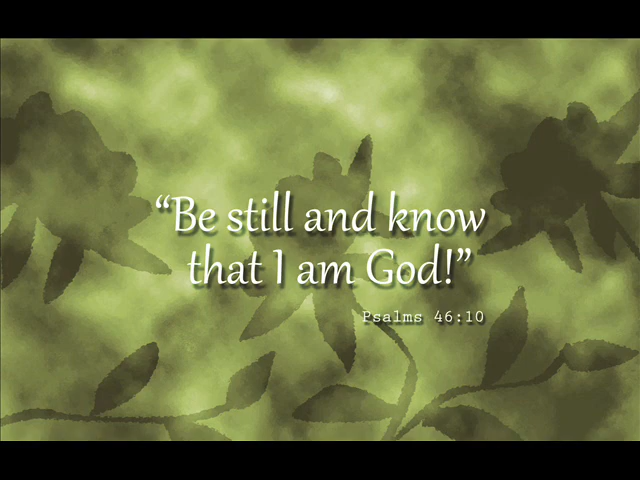 “Be still and know
that I am God!”
Psalms 46:10